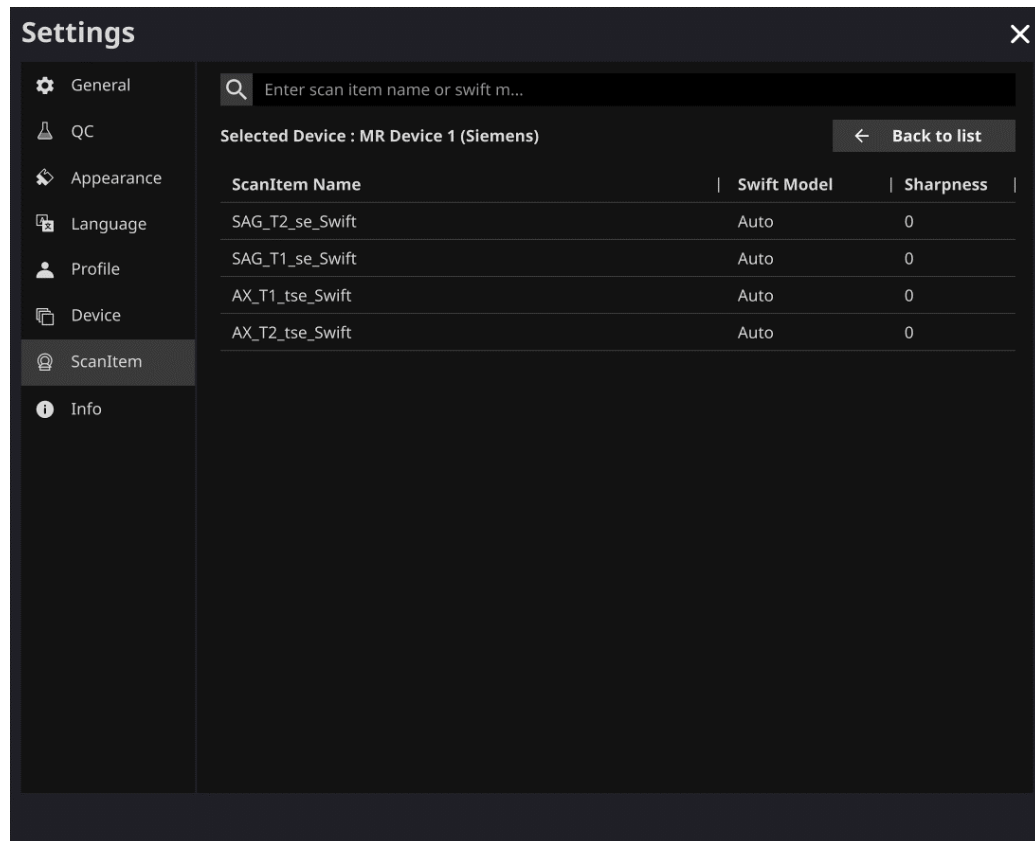 Settings
General
QC
Appearance
Language
Profile
Device
ScanItem
Info
Enter scan item name or swift m...
Selected Device : MR Device 1 (Siemens)
Back to list
ScanItem Name | Swift Model | Sharpness |
SAG_T2_se_Swift Auto 0
SAG_T1_se_Swift Auto 0
AX_T1_tse_Swift Auto 0
AX_T2_tse_Swift Auto 0